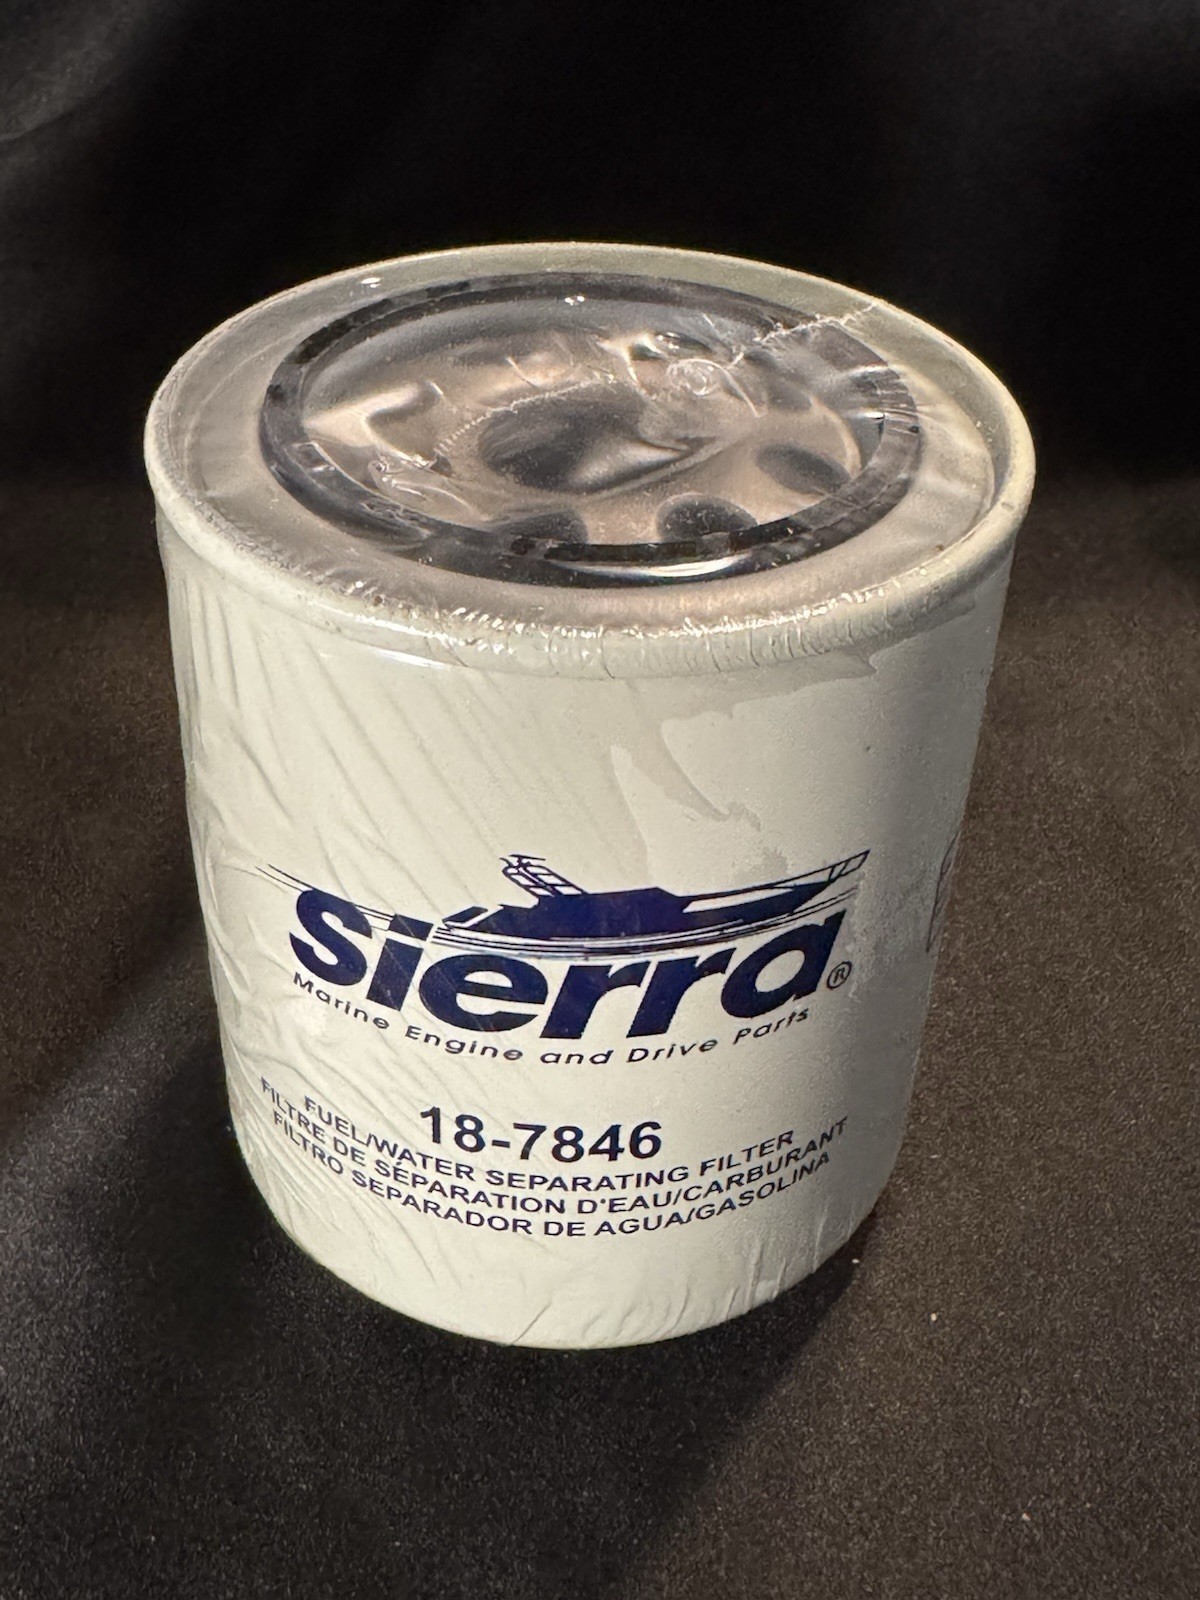 Sierra®
Marine Engine and Drive Parts
18-7846
FUEL/WATER SEPARATING FILTER
FILTRE DE SÉPARATION D'EAU/CARBURANT
FILTRO SEPARADOR DE AGUA/GASOLINA